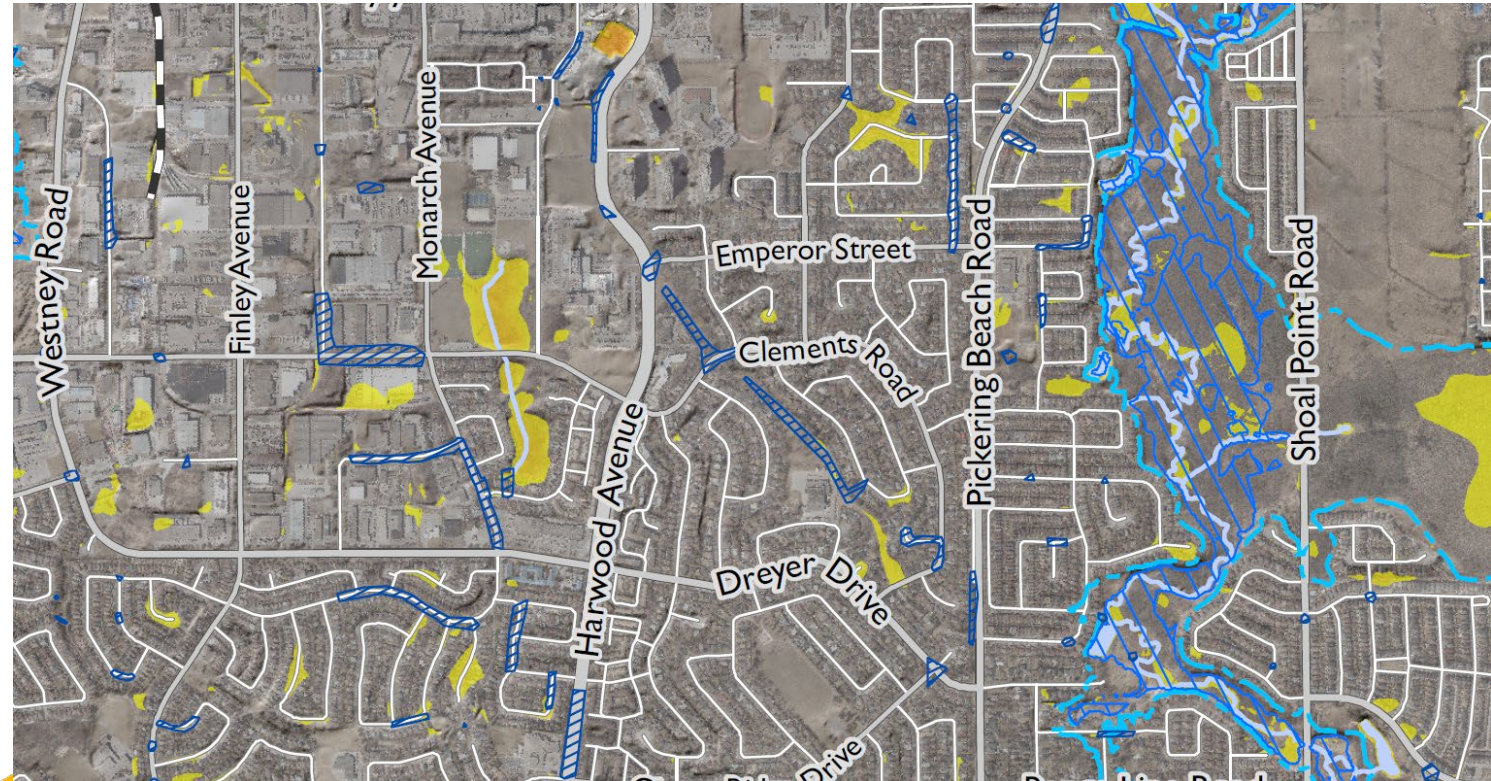 Westney Road
Finley Avenue
Monarch Avenue
Harwood Avenue
Emperor Street
Clements Road
Pickering Beach Road
Shoal Point Road
Dreyer Drive
Drive